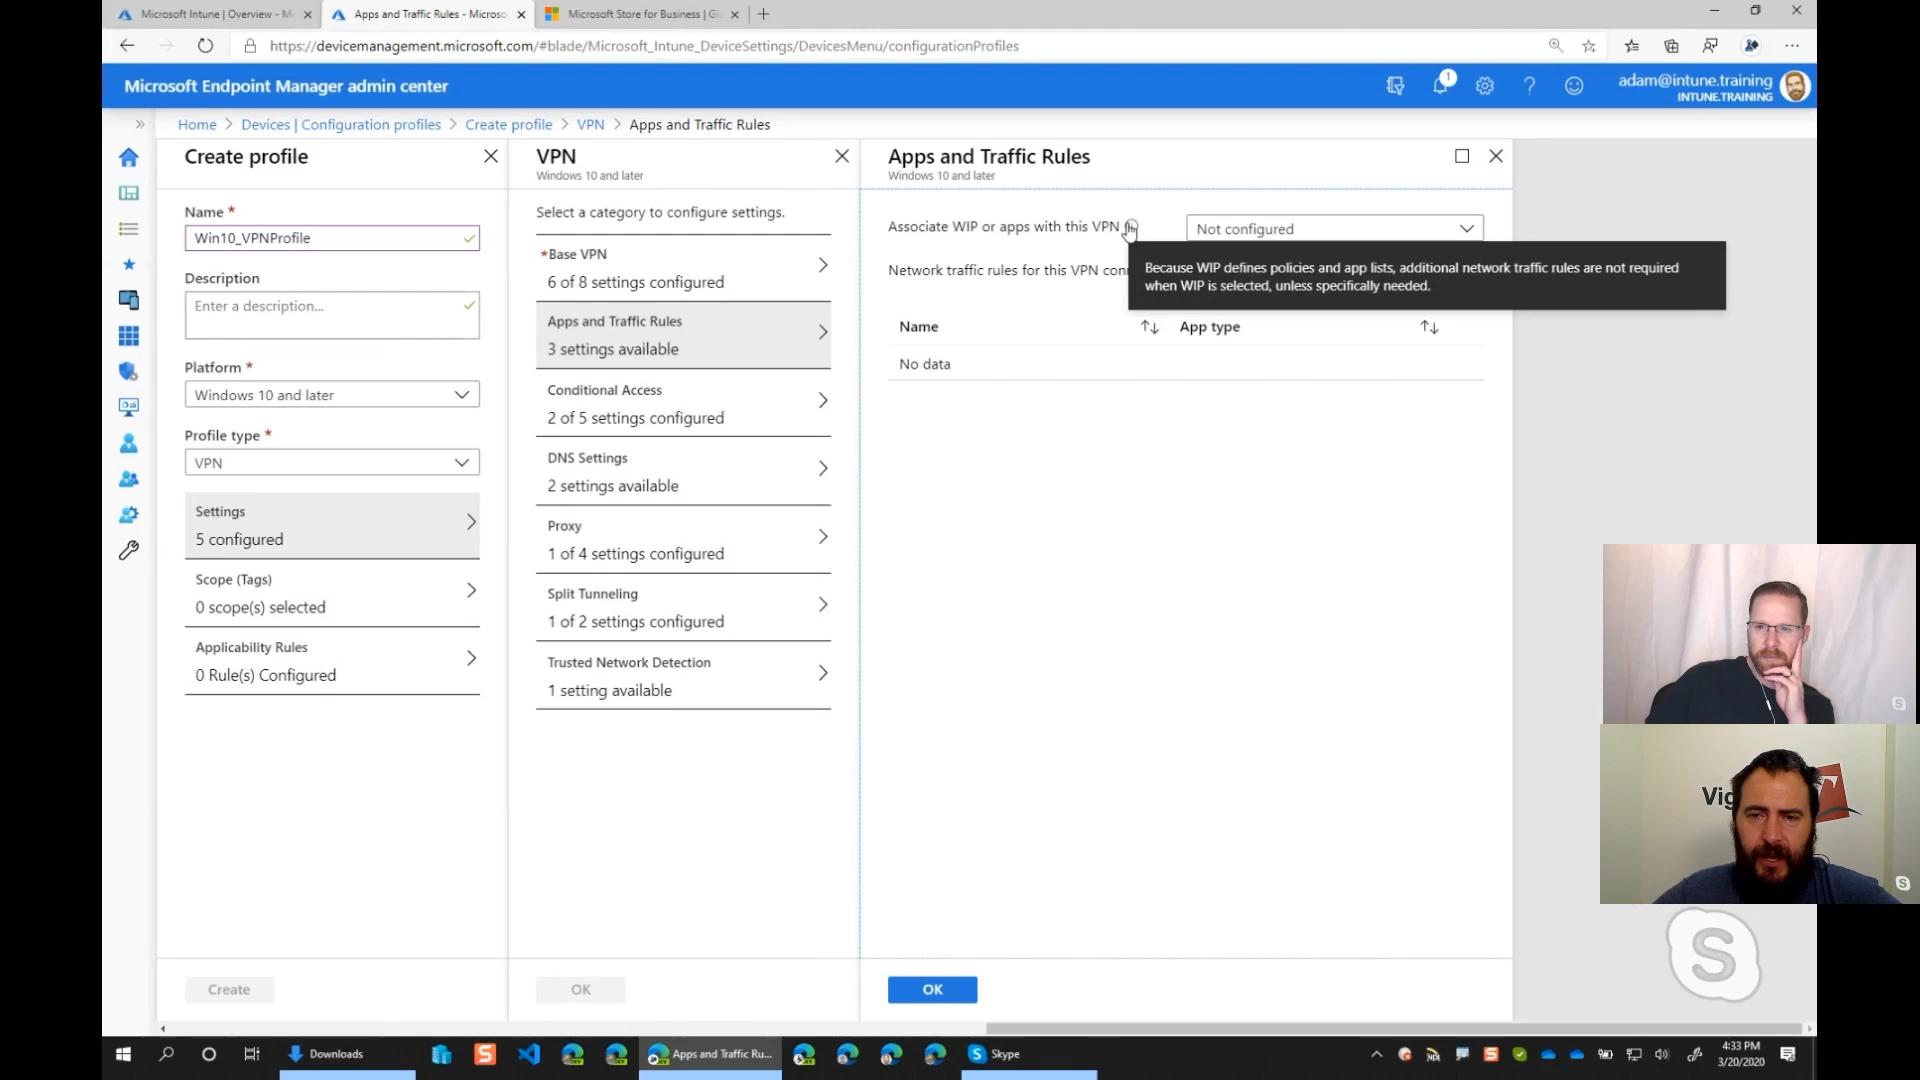 Microsoft Intune | Overview - M
Apps and Traffic Rules - Microso
Microsoft Store for Business | G
https://devicemanagement.microsoft.com/#blade/Microsoft_Intune_DeviceSettings/DevicesMenu/configurationProfiles
Microsoft Endpoint Manager admin center
1
adam@intune.training
INTUNE.TRAINING
Home > Devices | Configuration profiles > Create profile > VPN > Apps and Traffic Rules
Create profile
Name *
Win10_VPNProfile
Description
Enter a description...
Platform *
Windows 10 and later
Profile type *
VPN
Settings
5 configured
Scope (Tags)
0 scope(s) selected
Applicability Rules
0 Rule(s) Configured
Create
VPN
Windows 10 and later
Select a category to configure settings.
*Base VPN
6 of 8 settings configured
Apps and Traffic Rules
3 settings available
Conditional Access
2 of 5 settings configured
DNS Settings
2 settings available
Proxy
1 of 4 settings configured
Split Tunneling
1 of 2 settings configured
Trusted Network Detection
1 setting available
OK
Apps and Traffic Rules
Windows 10 and later
Associate WIP or apps with this VPN
Not configured
Network traffic rules for this VPN conn
Because WIP defines policies and app lists, additional network traffic rules are not required
when WIP is selected, unless specifically needed.
Name
App type
No data
OK
Vig
S
Downloads
Apps and Traffic Ru...
Skype
4:33 PM
3/20/2020